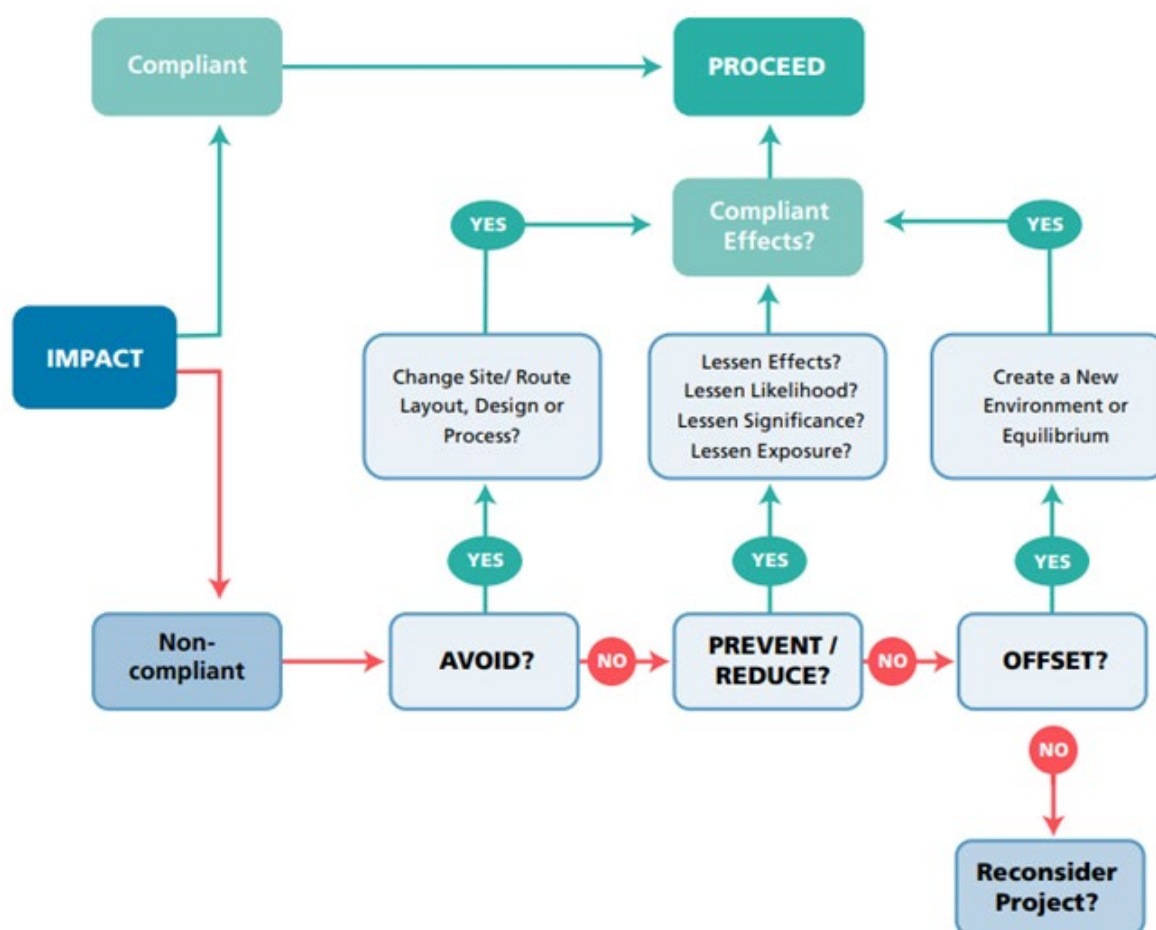 Compliant
PROCEED
YES
Compliant
Effects?
YES
IMPACT
Change Site/ Route
Layout, Design or
Process?
Lessen Effects?
Lessen Likelihood?
Lessen Significance?
Lessen Exposure?
Create a New
Environment or
Equilibrium
YES
YES
YES
Non-
compliant
AVOID?
NO
PREVENT /
REDUCE?
NO
OFFSET?
NO
Reconsider
Project?